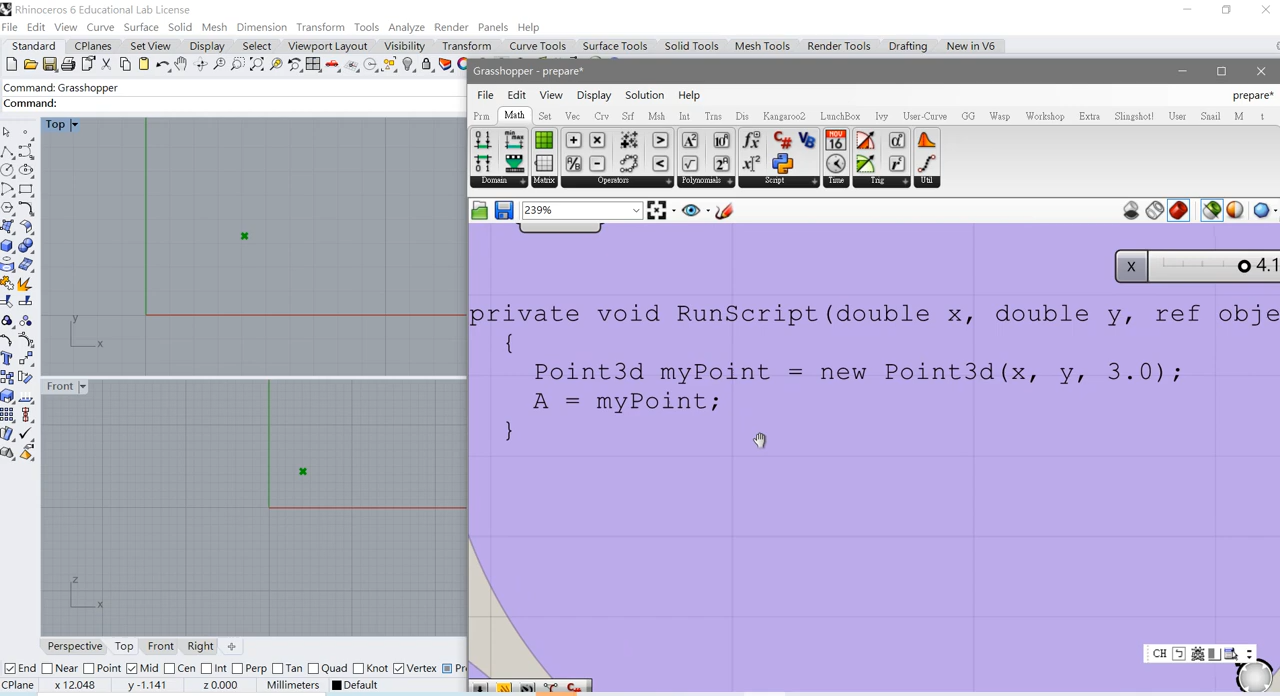 Rhinoceros 6 Educational Lab License
File Edit View Curve Surface Solid Mesh Dimension Transform Tools Analyze Render Panels Help
Standard CPlanes Set View Display Select Viewport Layout Visibility Transform Curve Tools Surface Tools Solid Tools Mesh Tools Render Tools Drafting New in V6
Command: Grasshopper
Command:
Top
y
x
Front
z
x
Perspective Top Front Right
End Near Point Mid Cen Int Perp Tan Quad Knot Vertex Pr
CPlane x 12.048 y -1.141 z 0.000 Millimeters Default
Grasshopper - prepare*
File Edit View Display Solution Help prepare*
Prm Math Set Vec Crv Srf Int Msh Trns Dis Kangaroo2 LunchBox Ivy User-Curve GG Wasp Workshop Extra Slingshot! User Snail M t
Domain Matrix Operators Polynomials Script Time Trig Util
239%
X 4.1
private void RunScript(double x, double y, ref obje
{
Point3d myPoint = new Point3d(x, y, 3.0);
A = myPoint;
}
CH